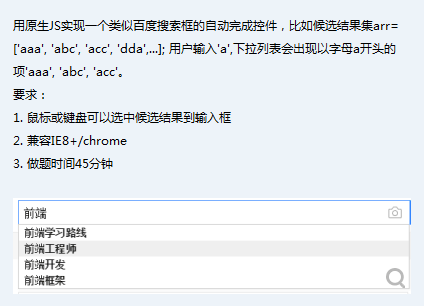 用原生JS实现一个类似百度搜索框的自动完成控件，比如候选结果集arr=
['aaa', 'abc', 'acc', 'dda',...]; 用户输入'a',下拉列表会出现以字母a开头的
项'aaa', 'abc', 'acc'。
要求：
1. 鼠标或键盘可以选中候选结果到输入框
2. 兼容IE8+/chrome
3. 做题时间45分钟
前端
前端学习路线
前端工程师
前端开发
前端框架